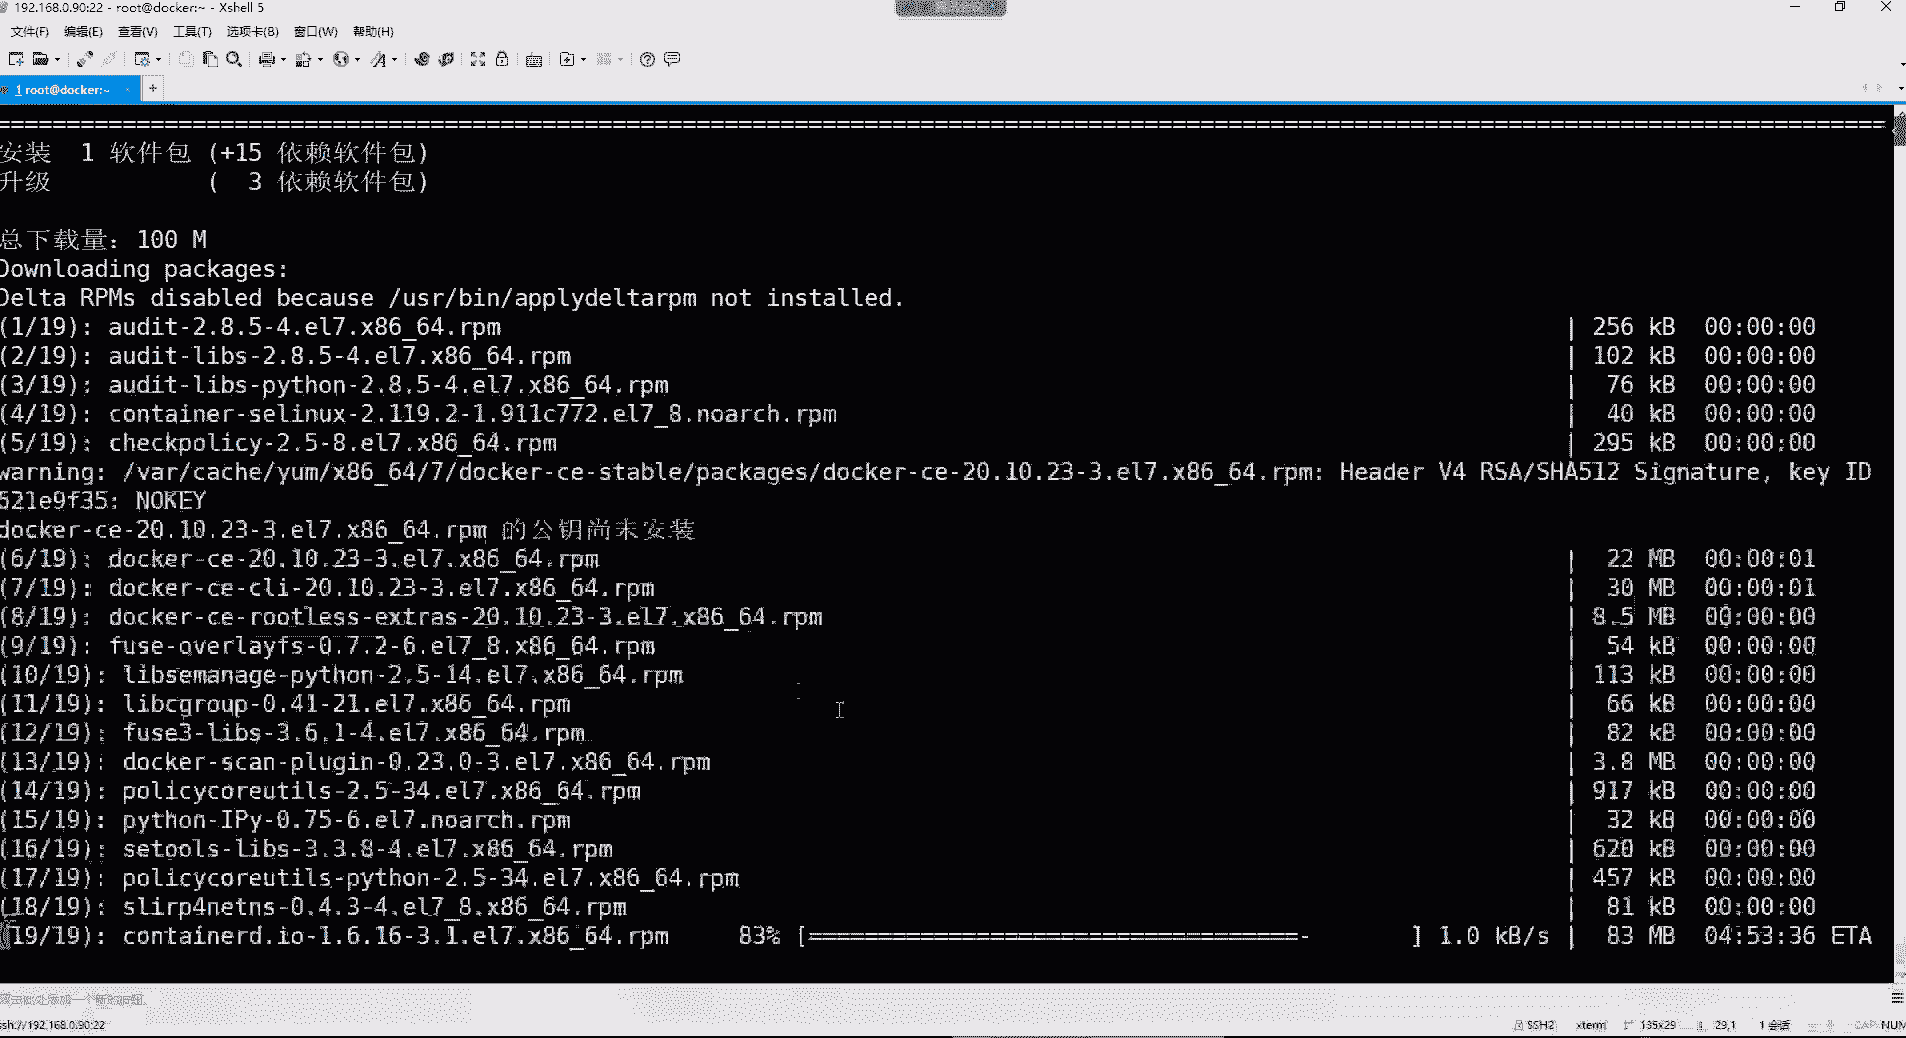 192.168.0.90:22 - root@docker:~ - Xshell 5
文件(F) 编辑(E) 查看(V) 工具(T) 选项卡(B) 窗口(W) 帮助(H)
1 root@docker:~ × +
安装 1 软件包 (+15 依赖软件包)
升级 ( 3 依赖软件包)
总下载量：100 M
Downloading packages:
Delta RPMs disabled because /usr/bin/applydeltarpm not installed.
(1/19): audit-2.8.5-4.el7.x86_64.rpm | 256 kB 00:00:00
(2/19): audit-libs-2.8.5-4.el7.x86_64.rpm | 102 kB 00:00:00
(3/19): audit-libs-python-2.8.5-4.el7.x86_64.rpm | 76 kB 00:00:00
(4/19): container-selinux-2.119.2-1.911c772.el7_8.noarch.rpm | 40 kB 00:00:00
(5/19): checkpolicy-2.5-8.el7.x86_64.rpm | 295 kB 00:00:00
warning: /var/cache/yum/x86_64/7/docker-ce-stable/packages/docker-ce-20.10.23-3.el7.x86_64.rpm: Header V4 RSA/SHA512 Signature, key ID
621e9f35: NOKEY
docker-ce-20.10.23-3.el7.x86_64.rpm 的公钥尚未安装
(6/19): docker-ce-20.10.23-3.el7.x86_64.rpm | 22 MB 00:00:01
(7/19): docker-ce-cli-20.10.23-3.el7.x86_64.rpm | 30 MB 00:00:01
(8/19): docker-ce-rootless-extras-20.10.23-3.el7.x86_64.rpm | 8.5 MB 00:00:00
(9/19): fuse-overlayfs-0.7.2-6.el7_8.x86_64.rpm | 54 kB 00:00:00
(10/19): libsemanage-python-2.5-14.el7.x86_64.rpm | 113 kB 00:00:00
(11/19): libcgroup-0.41-21.el7.x86_64.rpm | 66 kB 00:00:00
(12/19): fuse3-libs-3.6.1-4.el7.x86_64.rpm | 82 kB 00:00:00
(13/19): docker-scan-plugin-0.23.0-3.el7.x86_64.rpm | 3.8 MB 00:00:00
(14/19): policycoreutils-2.5-34.el7.x86_64.rpm | 917 kB 00:00:00
(15/19): python-IPy-0.75-6.el7.noarch.rpm | 32 kB 00:00:00
(16/19): setools-libs-3.3.8-4.el7.x86_64.rpm | 620 kB 00:00:00
(17/19): policycoreutils-python-2.5-34.el7.x86_64.rpm | 457 kB 00:00:00
(18/19): slirp4netns-0.4.3-4.el7_8.x86_64.rpm | 81 kB 00:00:00
(19/19): containerd.io-1.6.16-3.1.el7.x86_64.rpm 83% [===================================- ] 1.0 kB/s | 83 MB 04:53:36 ETA
ssh://192.168.0.90:22 SSH2 xterm 135x29 29,1 1 会话 CAP NUM